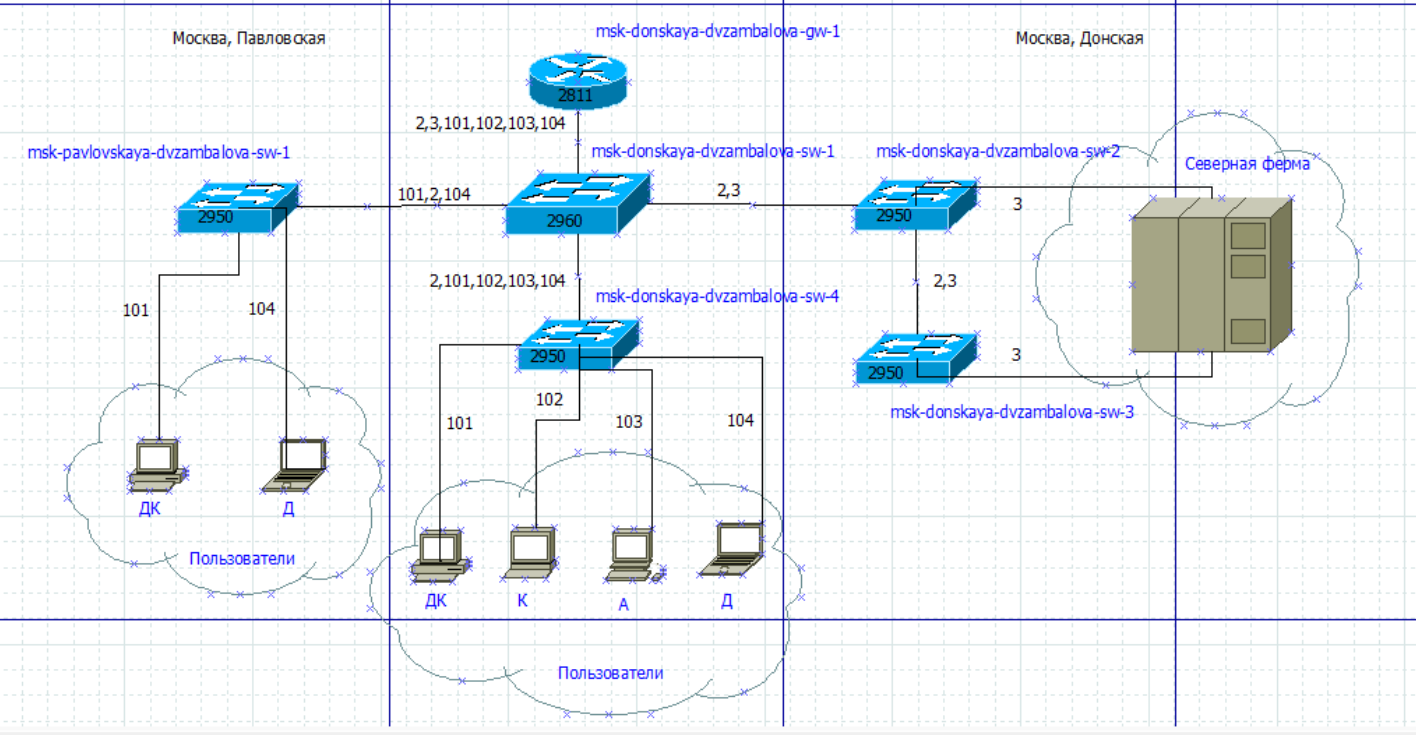 msk-donskaya-dvzambalova-gw-1
Москва, Павловская
Москва, Донская
2811
2,3,101,102,103,104
msk-pavlovskaya-dvzambalova-sw-1
msk-donskaya-dvzambalova-sw-1
msk-donskaya-dvzambalova-sw-2
Северная ферма
101,2,104
2,3
3
2950
2960
2950
2,101,102,103,104
2,3
msk-donskaya-dvzambalova-sw-4
101
104
2950
3
2950
102
msk-donskaya-dvzambalova-sw-3
101
103
104
ДК
Д
Пользователи
ДК
К
А
Д
Пользователи